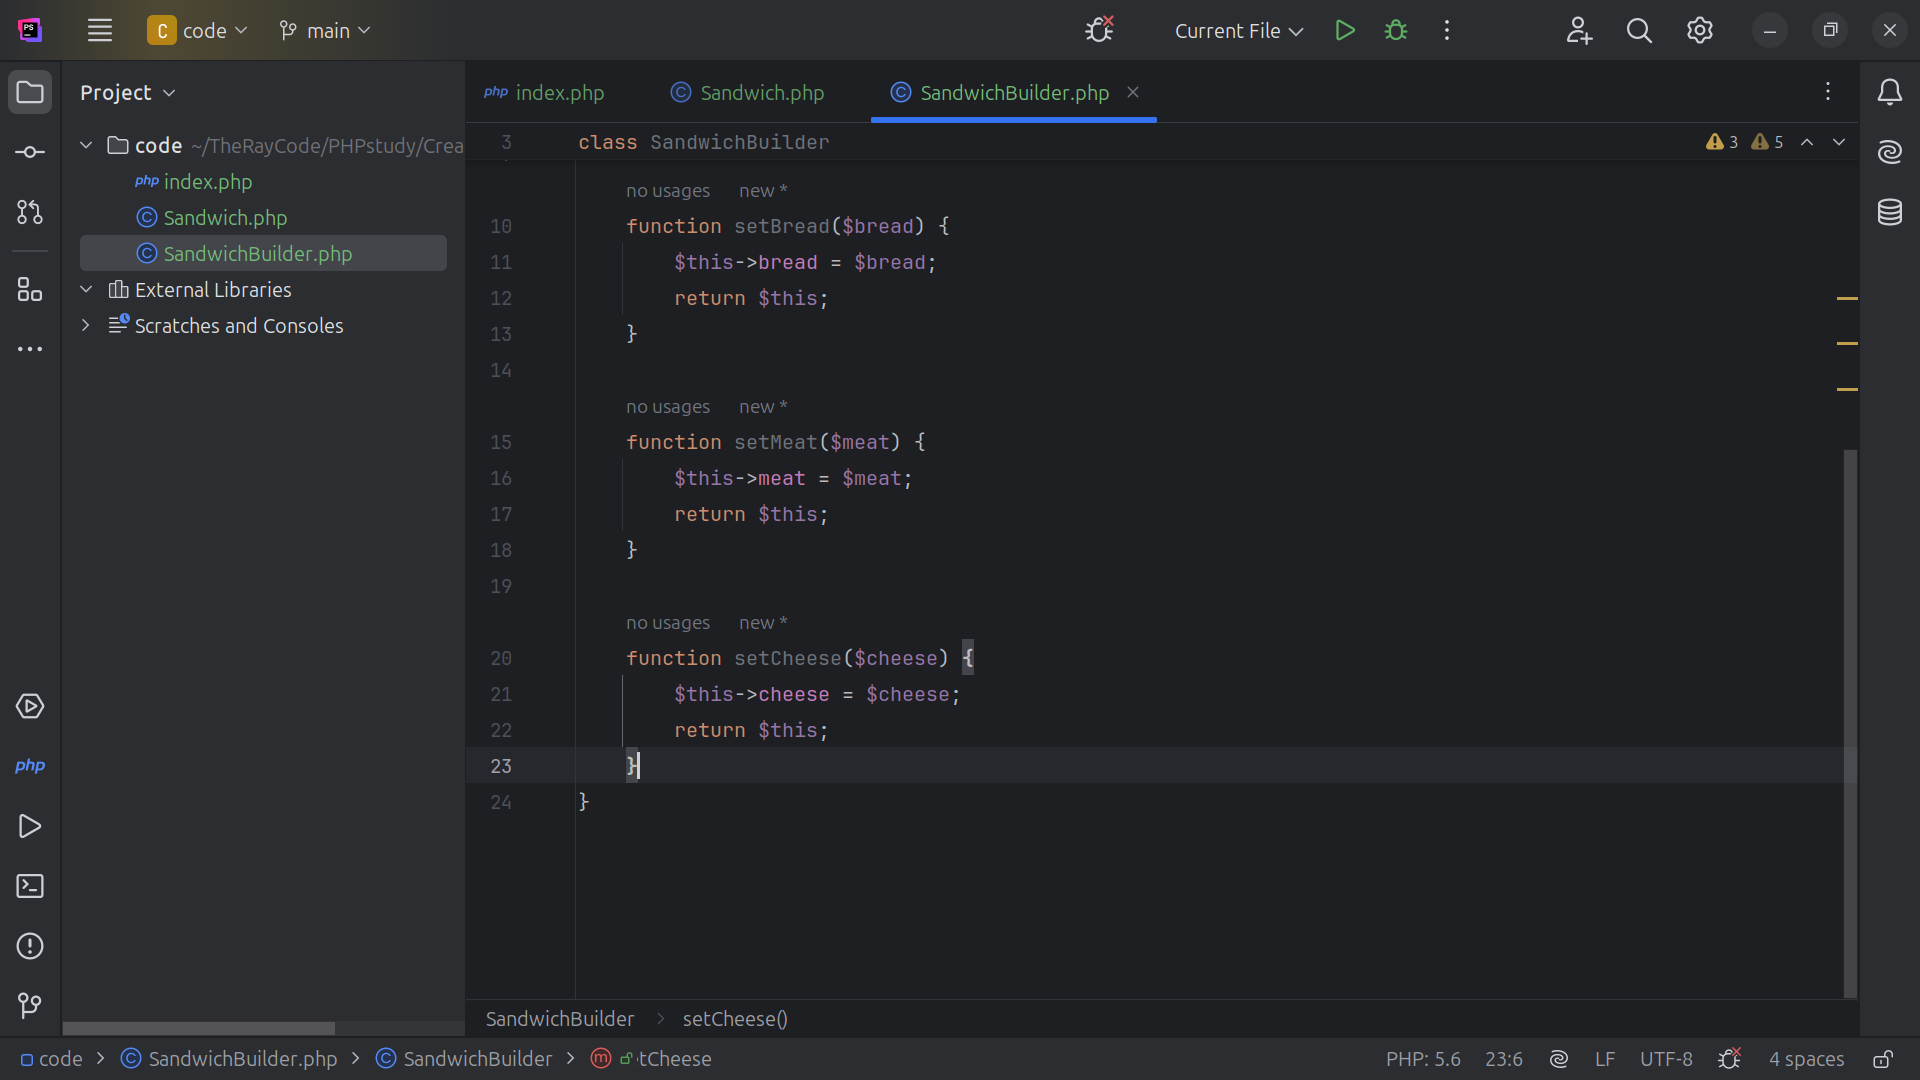 PS
C code main
Current File
Project
code ~/TheRayCode/PHPstudy/Crea
php index.php
C Sandwich.php
C SandwichBuilder.php
External Libraries
Scratches and Consoles
php
php index.php
C Sandwich.php
C SandwichBuilder.php
3 class SandwichBuilder
3 5
no usages new *
10 function setBread($bread) {
11 $this->bread = $bread;
12 return $this;
13 }
14
no usages new *
15 function setMeat($meat) {
16 $this->meat = $meat;
17 return $this;
18 }
19
no usages new *
20 function setCheese($cheese) {
21 $this->cheese = $cheese;
22 return $this;
23 }
24 }
SandwichBuilder > setCheese()
code > C SandwichBuilder.php > C SandwichBuilder > m tCheese
PHP: 5.6 23:6 LF UTF-8 4 spaces